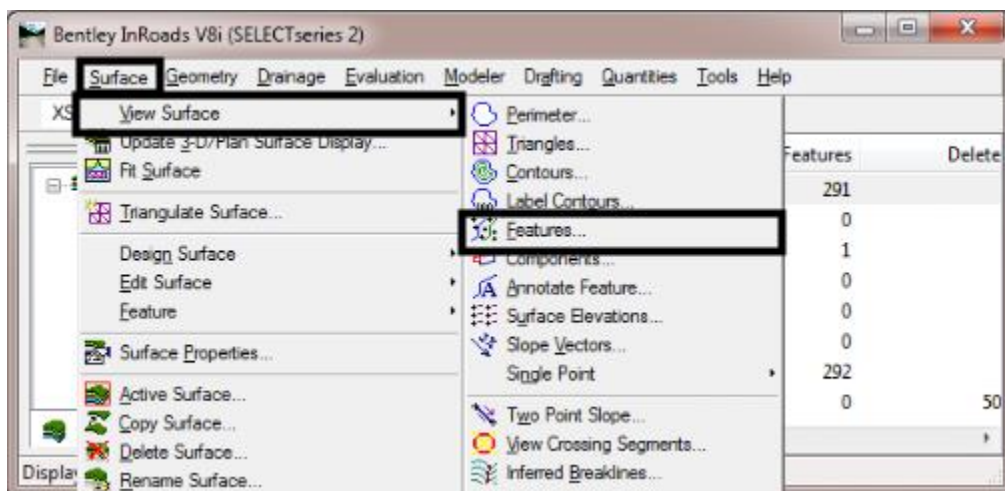 Bentley InRoads V8i (SELECTseries 2)
File Surface Geometry Drainage Evaluation Modeler Drafting Quantities Tools Help
XS
View Surface
Update 3-D/Plan Surface Display...
Fit Surface
Triangulate Surface...
Design Surface
Edit Surface
Feature
Surface Properties...
Active Surface...
Copy Surface...
Delete Surface...
Rename Surface...
Perimeter...
Triangles...
Contours...
Label Contours...
Features...
Components...
Annotate Feature...
Surface Elevations...
Slope Vectors...
Single Point
Two Point Slope...
View Crossing Segments...
Inferred Breaklines...
Features Delete
291
0
1
0
0
0
292
0 50
Display